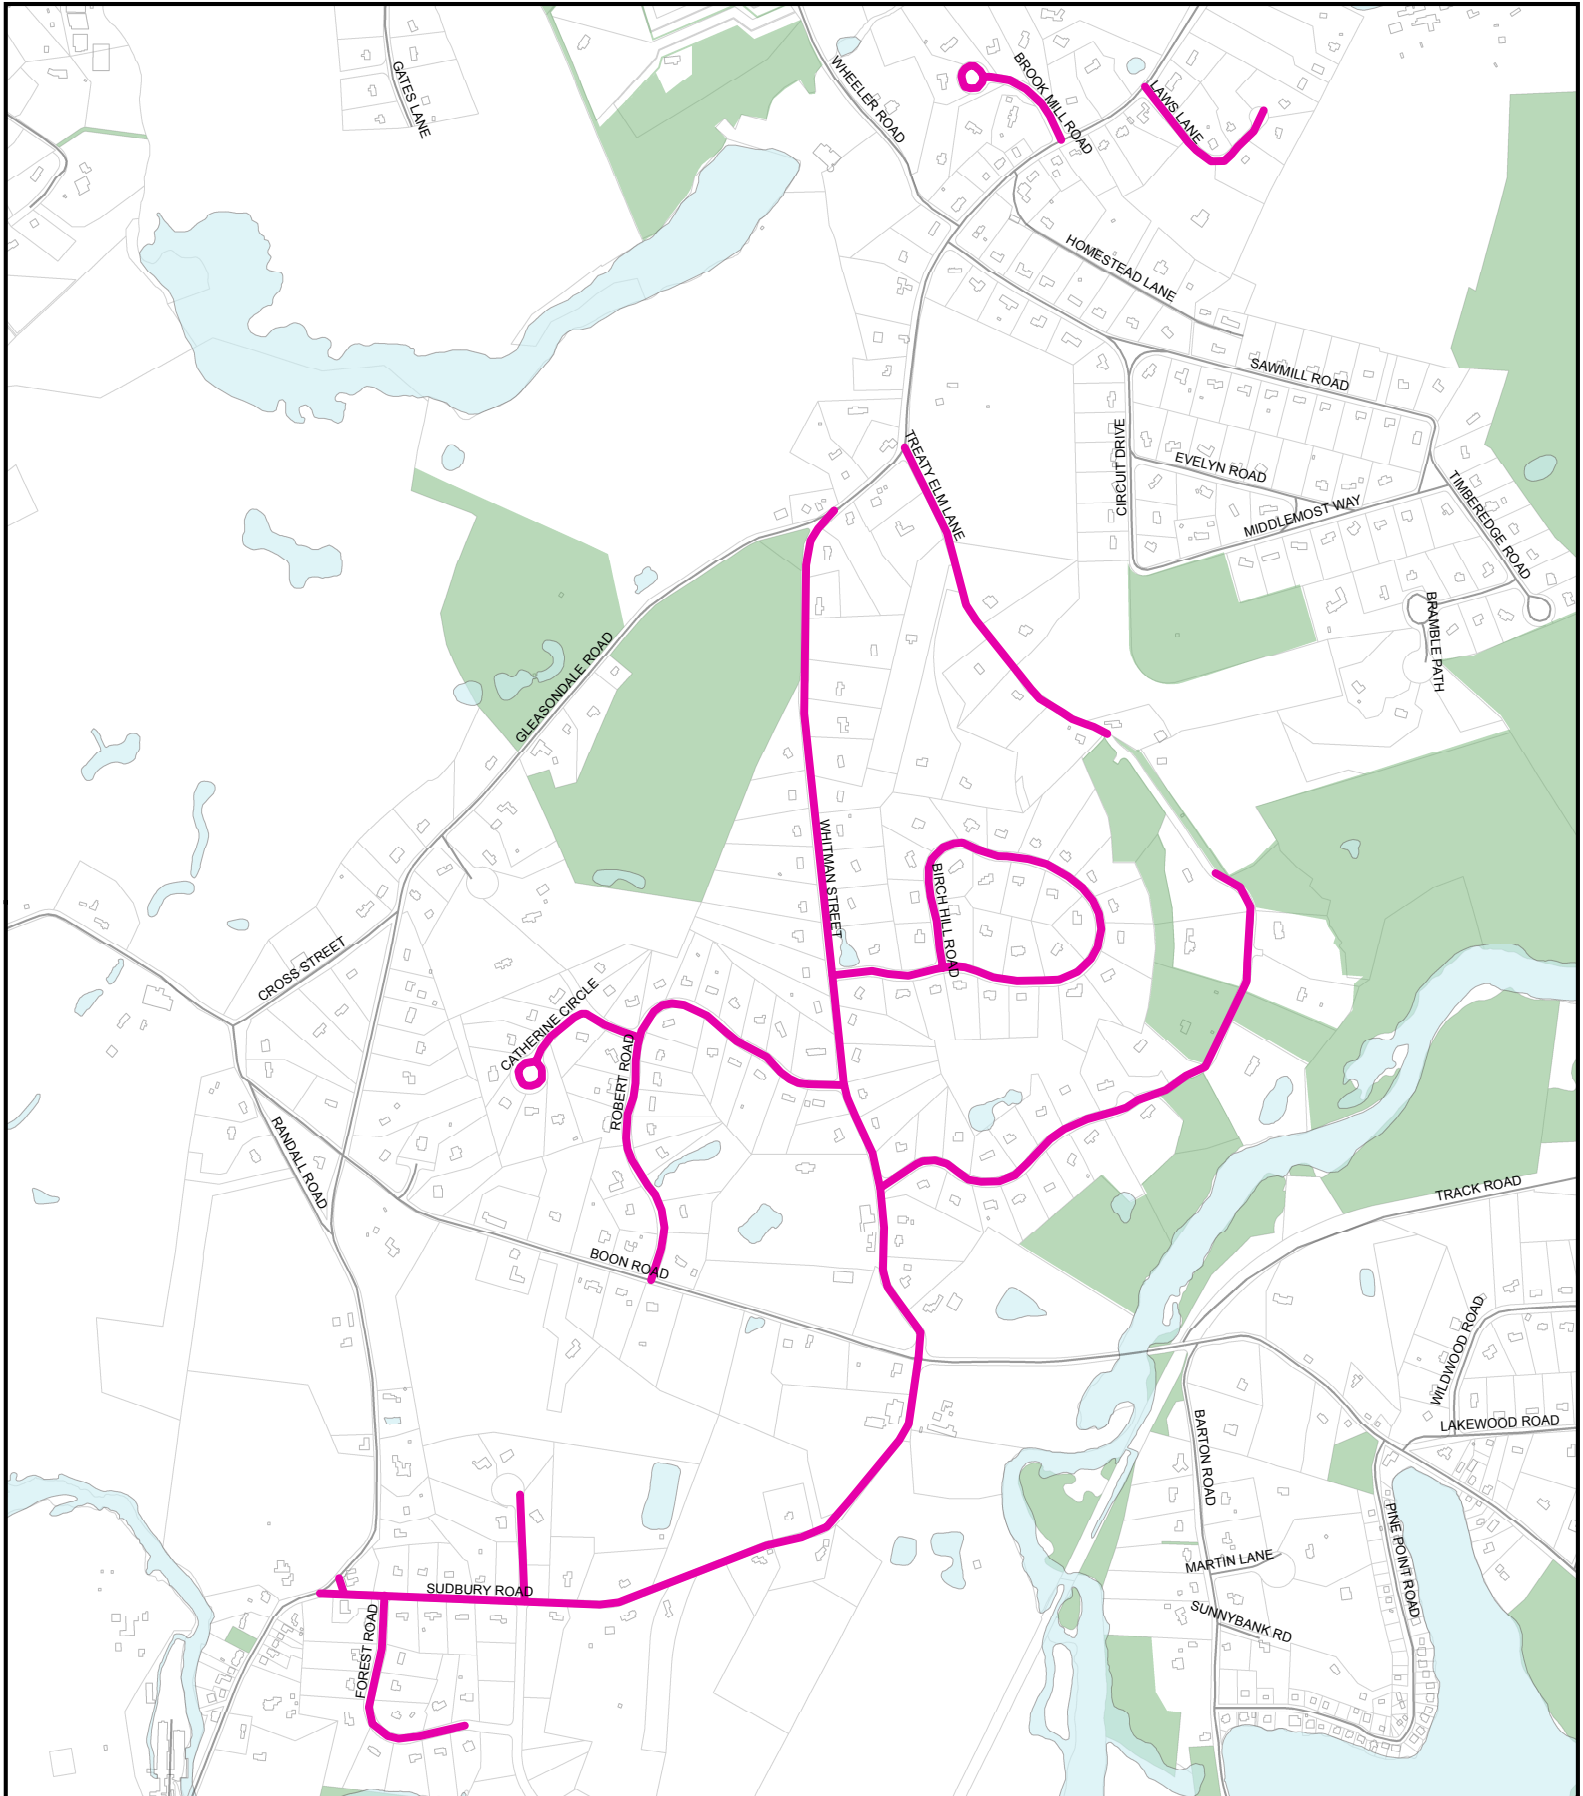 GATES LANE
WHEELER ROAD
BROOK MILL ROAD
LAWS LANE
HOMESTEAD LANE
SAWMILL ROAD
CIRCUIT DRIVE
EVELYN ROAD
MIDDLEMOST WAY
TIMBEREDGE ROAD
TREATY ELM LANE
BRAMBLE PATH
GLEASONDALE ROAD
WHITMAN STREET
BIRCH HILL ROAD
CROSS STREET
CATHERINE CIRCLE
ROBERT ROAD
RANDALL ROAD
TRACK ROAD
BOON ROAD
WILDWOOD ROAD
LAKEWOOD ROAD
BARTON ROAD
PINE POINT ROAD
MARTIN LANE
SUDBURY ROAD
SUNNYBANK RD
FOREST ROAD